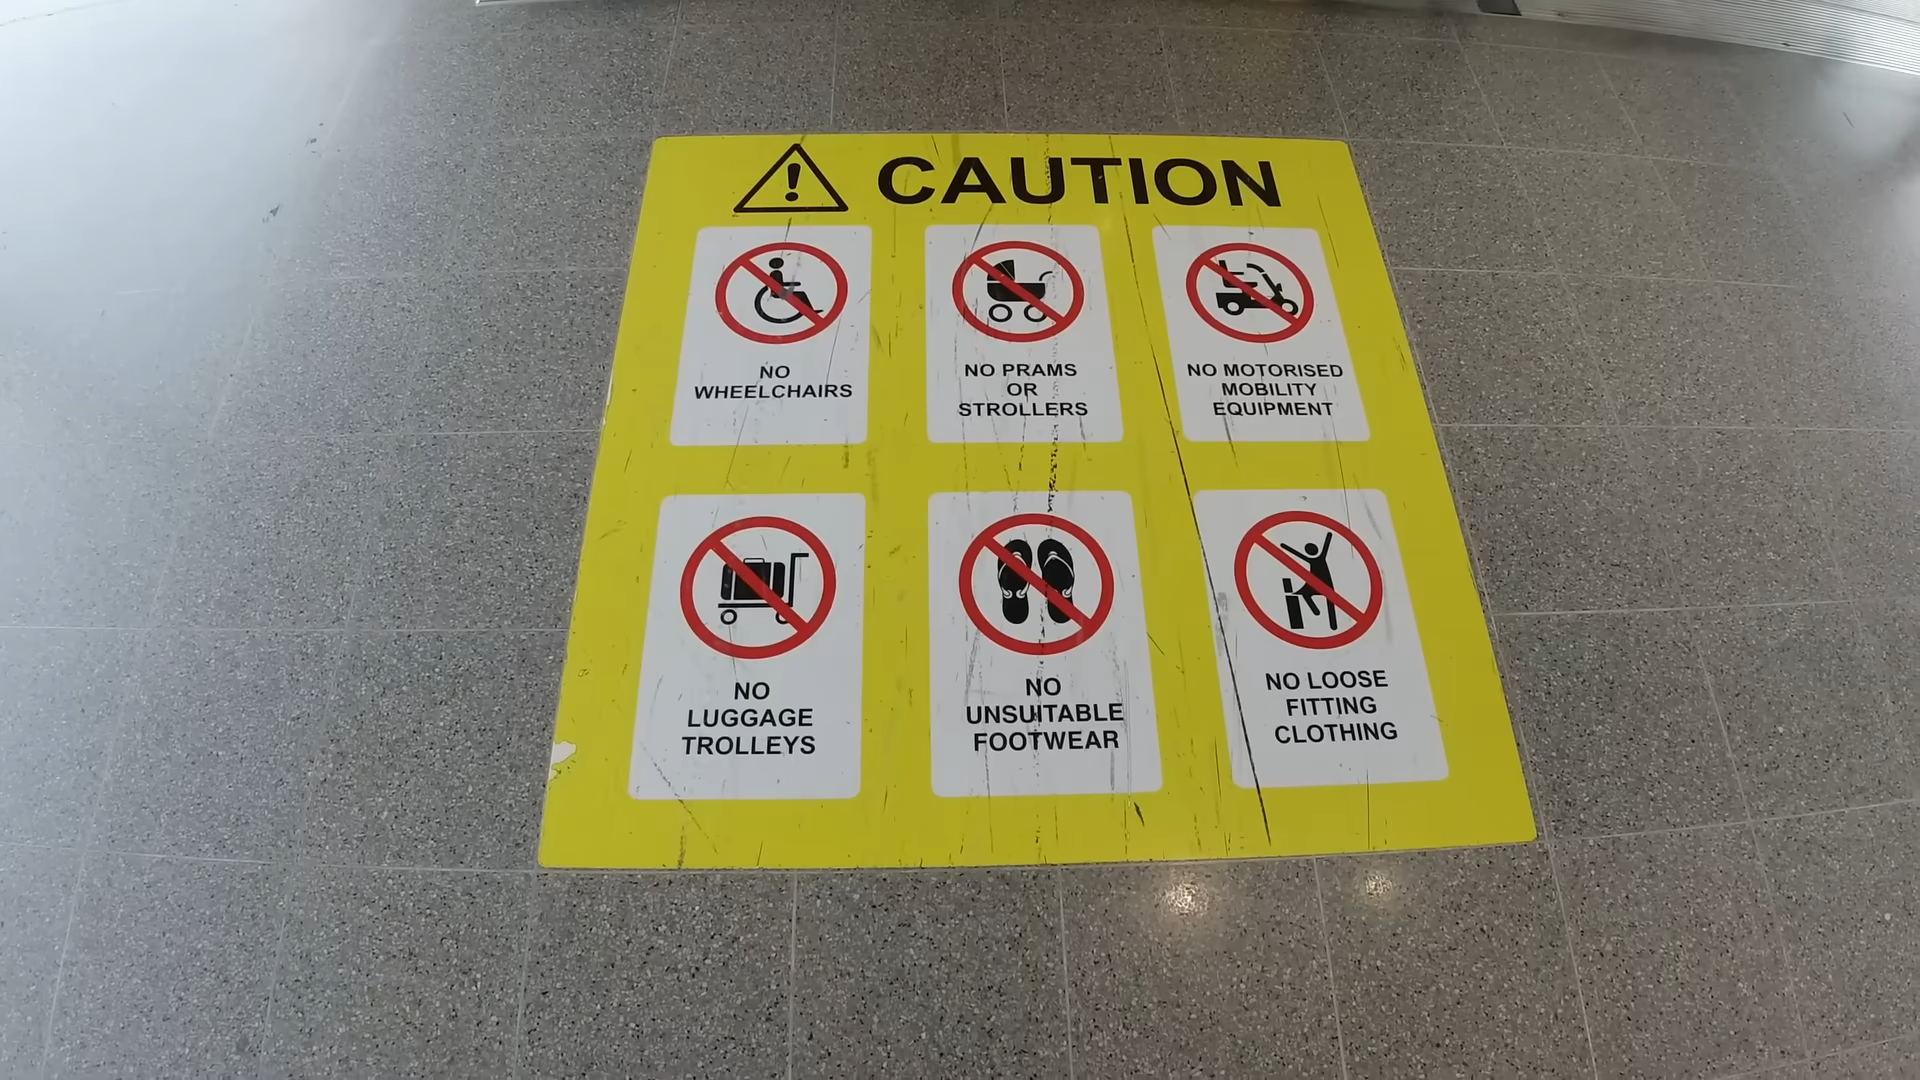 CAUTION
NO
WHEELCHAIRS
NO PRAMS
OR
STROLLERS
NO MOTORISED
MOBILITY
EQUIPMENT
NO
LUGGAGE
TROLLEYS
NO
UNSUITABLE
FOOTWEAR
NO LOOSE
FITTING
CLOTHING